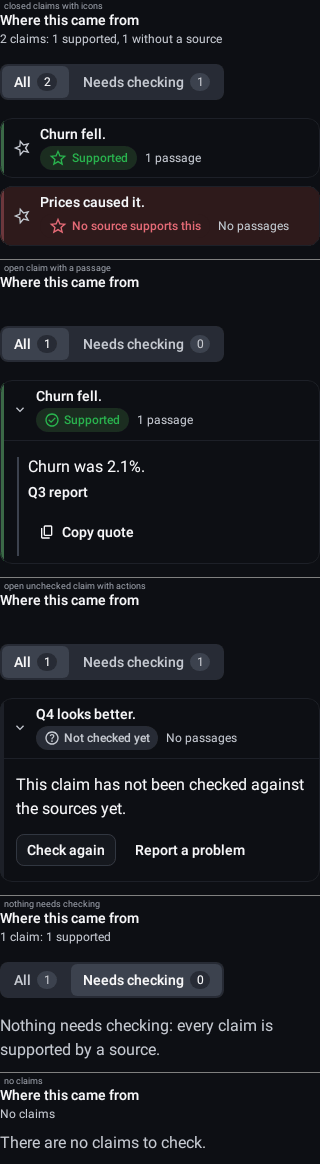 closed claims with icons
Where this came from
2 claims: 1 supported, 1 without a source
All 2 Needs checking 1
Churn fell.
Supported 1 passage
Prices caused it.
No source supports this No passages
open claim with a passage
Where this came from
All 1 Needs checking 0
Churn fell.
Supported 1 passage
Churn was 2.1%.
Q3 report
Copy quote
open unchecked claim with actions
Where this came from
All 1 Needs checking 1
Q4 looks better.
Not checked yet No passages
This claim has not been checked against
the sources yet.
Check again Report a problem
nothing needs checking
Where this came from
1 claim: 1 supported
All 1 Needs checking 0
Nothing needs checking: every claim is
supported by a source.
no claims
Where this came from
No claims
There are no claims to check.